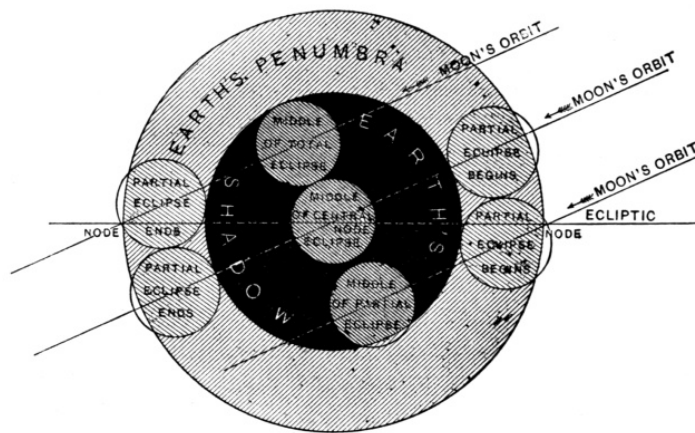 EARTH'S PENUMBRA
MOON'S ORBIT
MOON'S ORBIT
MOON'S ORBIT
EARTH'S
SHADOW
MIDDLE
OF TOTAL
ECLIPSE
PARTIAL
ECLIPSE
BEGINS
PARTIAL
ECLIPSE
ENDS
MIDDLE
OF CENTRAL
NODE
ECLIPSE
PARTIAL
ECLIPSE
BEGINS
ECLIPTIC
NODE
NODE
PARTIAL
ECLIPSE
ENDS
MIDDLE
OF PARTIAL
ECLIPSE